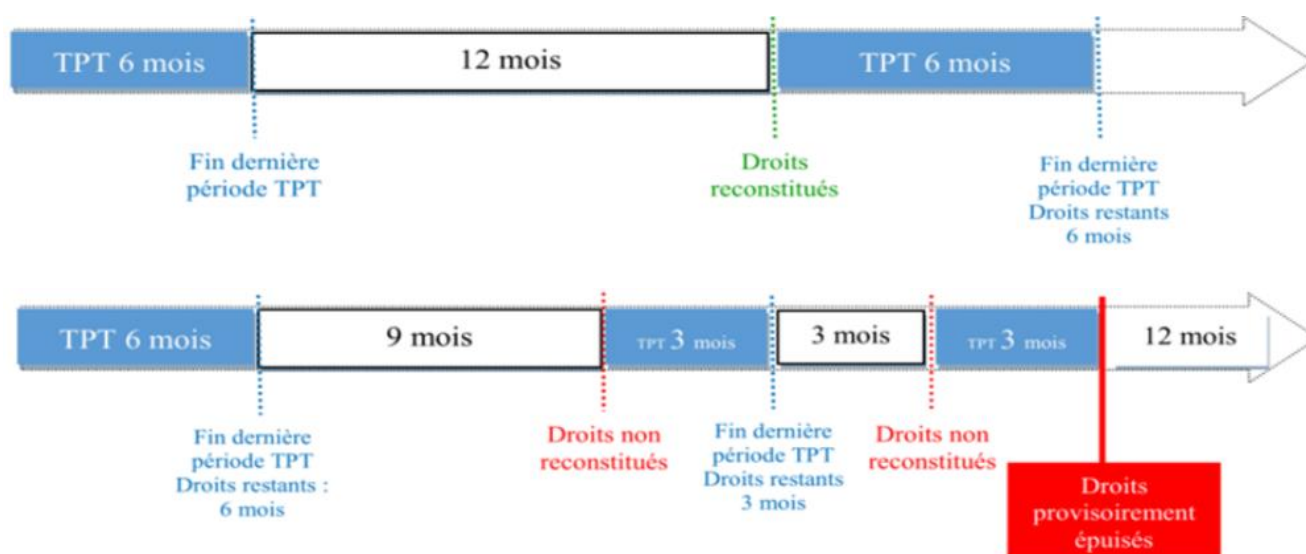 TPT 6 mois
12 mois
TPT 6 mois
Fin dernière
période TPT
Droits
reconstitués
Fin dernière
période TPT
Droits restants
6 mois
TPT 6 mois
9 mois
TPT 3 mois
3 mois
TPT 3 mois
12 mois
Fin dernière
période TPT
Droits restants :
6 mois
Droits non
reconstitués
Fin dernière
période TPT
Droits restants
3 mois
Droits non
reconstitués
Droits
provisoirement
épuisés